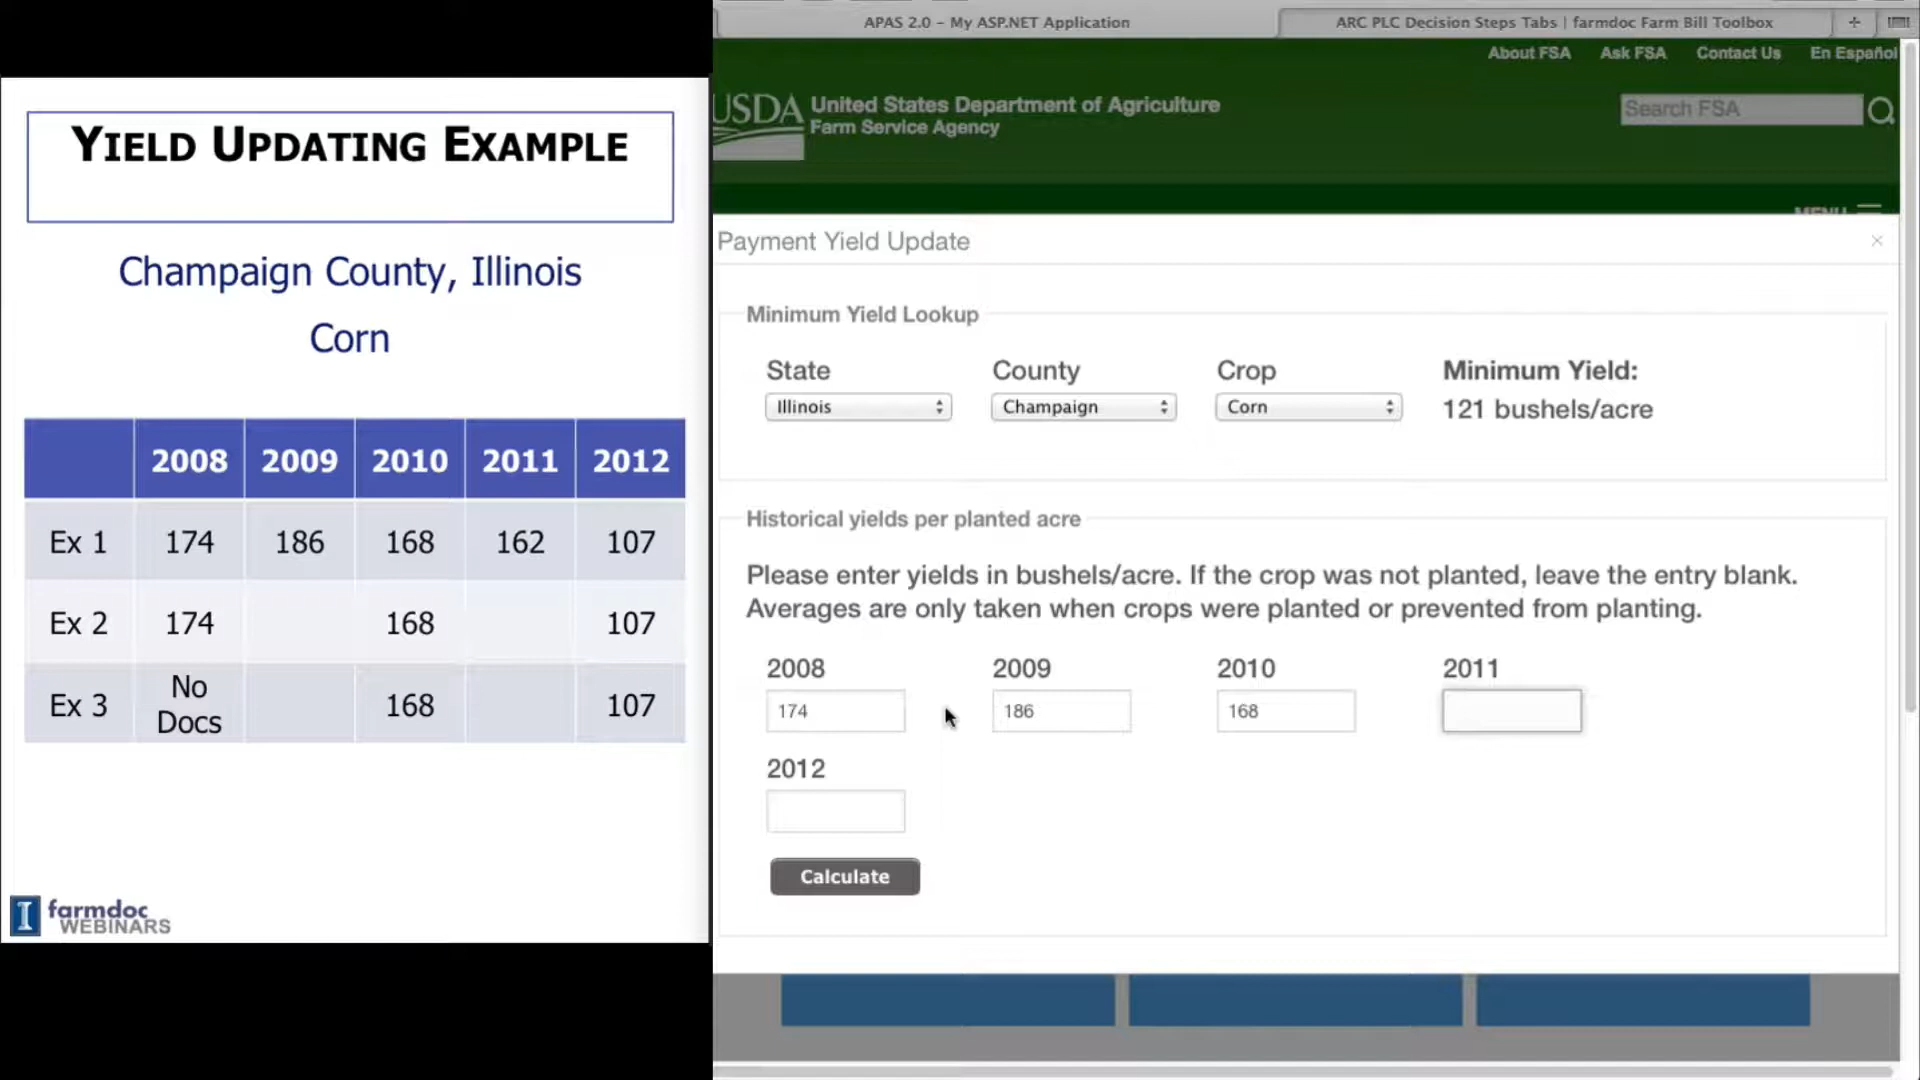 YIELD UPDATING EXAMPLE
Champaign County, Illinois
Corn
2008 2009 2010 2011 2012
Ex 1 174 186 168 162 107
Ex 2 174 168 107
Ex 3 No Docs 168 107
I farmdoc
WEBINARS
APAS 2.0 – My ASP.NET Application
ARC PLC Decision Steps Tabs | farmdoc Farm Bill Toolbox
About FSA Ask FSA Contact Us En Español
USDA United States Department of Agriculture
Farm Service Agency
Search FSA
MENU
Payment Yield Update
Minimum Yield Lookup
State County Crop Minimum Yield:
Illinois Champaign Corn 121 bushels/acre
Historical yields per planted acre
Please enter yields in bushels/acre. If the crop was not planted, leave the entry blank.
Averages are only taken when crops were planted or prevented from planting.
2008 2009 2010 2011
174 186 168
2012
Calculate